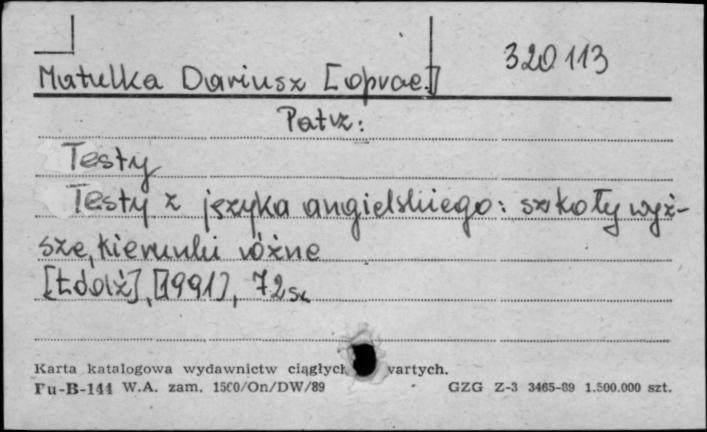 320113
Matulka Dariusz [oprac.]
Patrz:
Testy
Testy z języka angielskiego: szkoły wyż-
sze, kierunki różne
[Łódź], [1991], 72 s.
Karta katalogowa wydawnictw ciągłych vartych.
Pu-B-144 W.A. zam. 1500/On/DW/89 GZG Z-3 3465-89 1.500.000 szt.